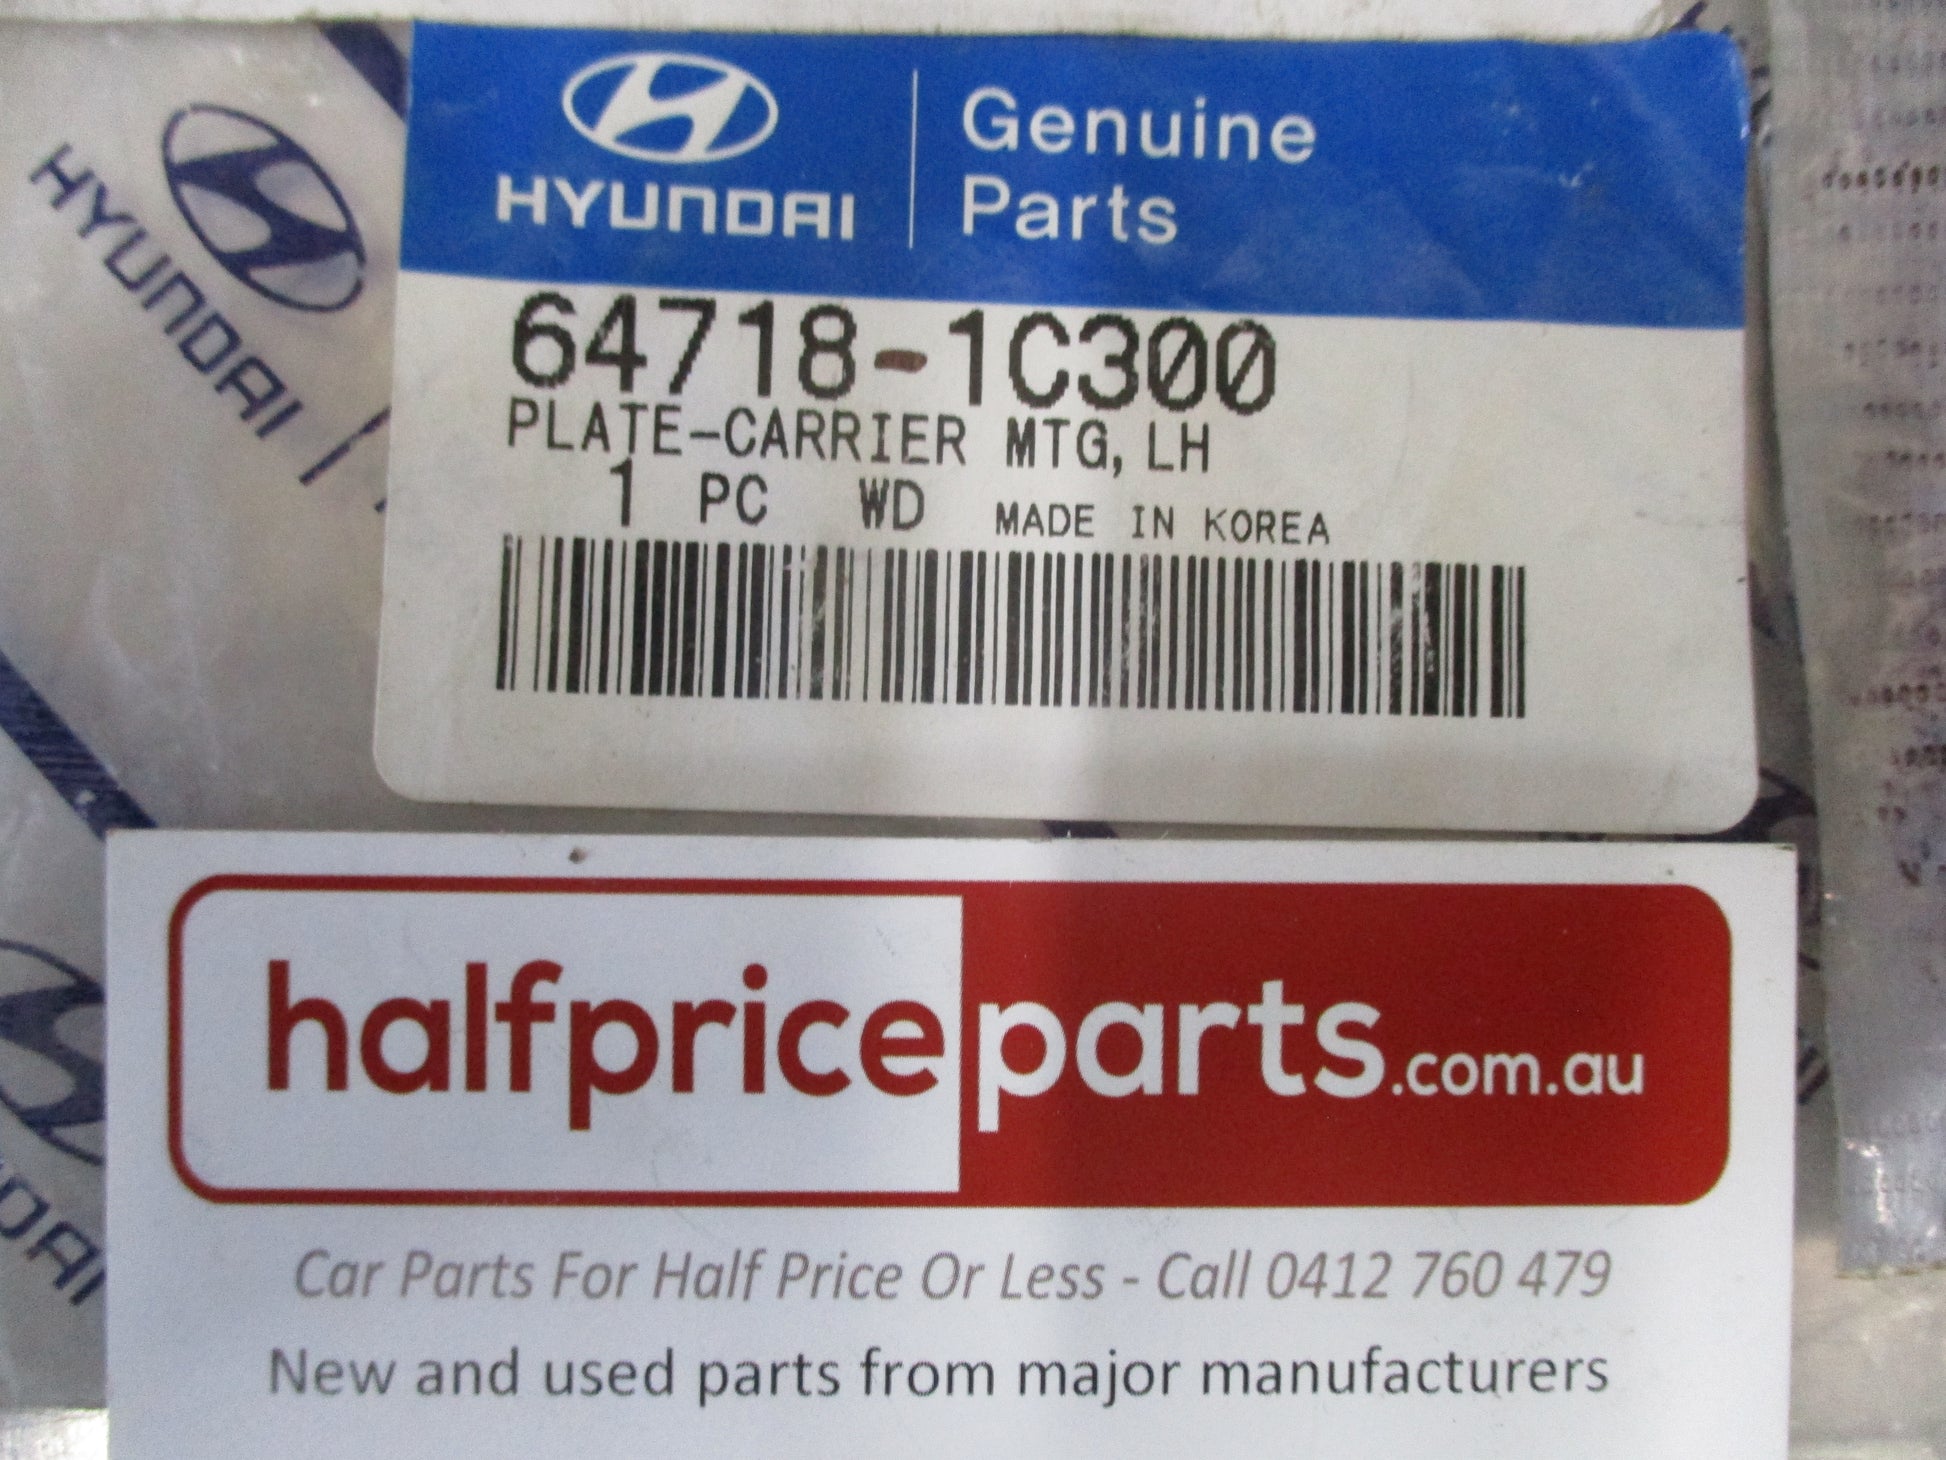 HYUNDAI
Genuine
Parts
64718-1C300
PLATE-CARRIER MTG, LH
1 PC WD MADE IN KOREA
HYUNDAI
DAI
halfpriceparts.com.au
Car Parts For Half Price Or Less - Call 0412 760 479
New and used parts from major manufacturers